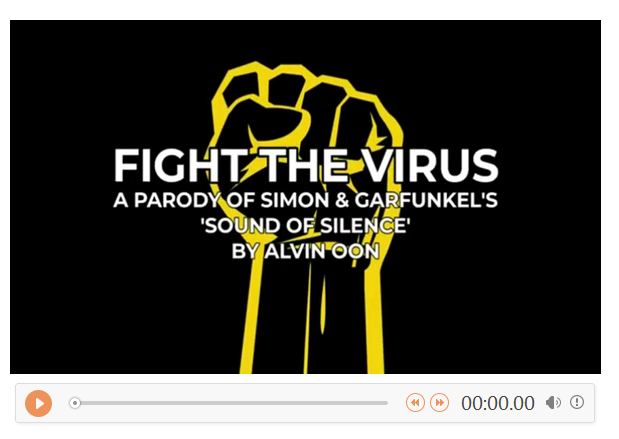 FIGHT THE VIRUS
A PARODY OF SIMON & GARFUNKEL'S
'SOUND OF SILENCE'
BY ALVIN OON
00:00.00